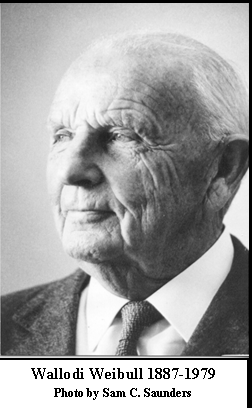 Wallodi Weibull 1887-1979
Photo by Sam C. Saunders